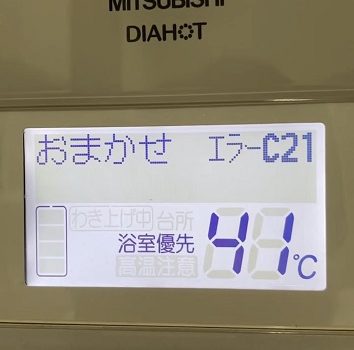 MITSUBISHI
DIAHOT
おまかせ エラーC21
わき上げ中 台所
浴室優先
高温注意
41℃